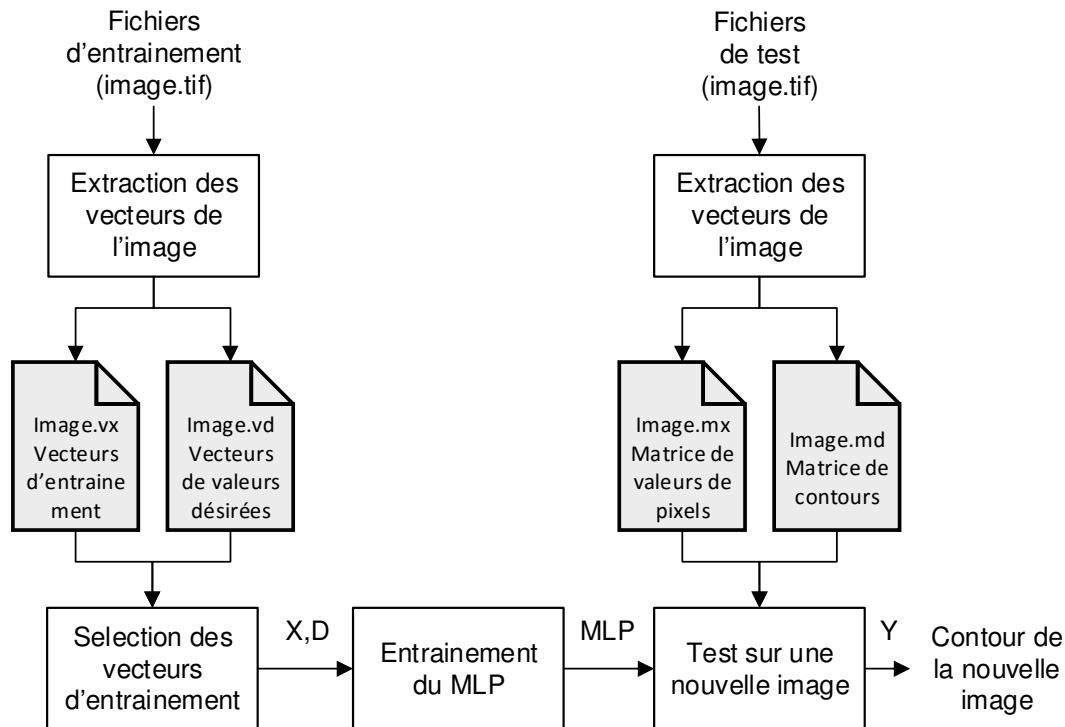 Fichiers
d'entrainement
(image.tif)
Fichiers
de test
(image.tif)
Extraction des
vecteurs de
l'image
Extraction des
vecteurs de
l'image
Image.vx
Vecteurs
d'entraine
ment
Image.vd
Vecteurs
de valeurs
désirées
Image.mx
Matrice de
valeurs de
pixels
Image.md
Matrice de
contours
Selection des
vecteurs
d'entrainement
X,D
Entrainement
du MLP
MLP
Test sur une
nouvelle image
Y
Contour de
la nouvelle
image